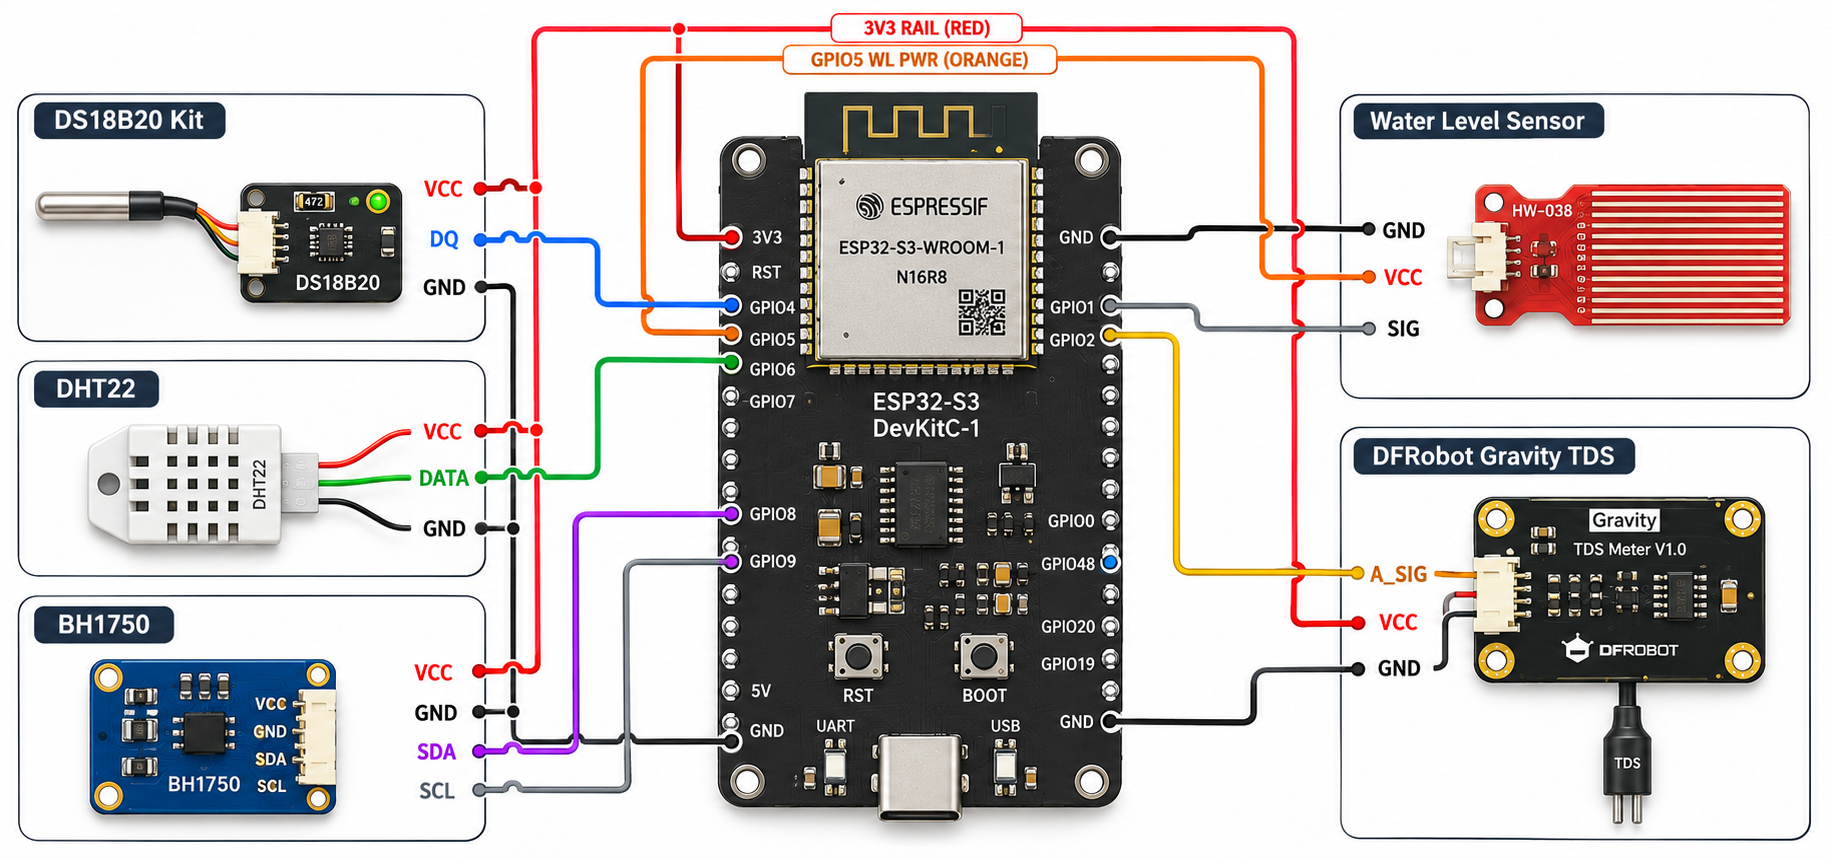 3V3 RAIL (RED)
GPIO5 WL PWR (ORANGE)
DS18B20 Kit
VCC
DQ
GND
472
DS18B20
DHT22
VCC
DATA
GND
DHT22
BH1750
VCC
GND
SDA
SCL
VCC
GND
SDA
SCL
BH1750
ESPRESSIF
ESP32-S3-WROOM-1
N16R8
3V3
RST
GPIO4
GPIO5
GPIO6
GPIO7
GPIO8
GPIO9
5V
GND
ESP32-S3
DevKitC-1
GND
GPIO1
GPIO2
GPIO0
GPIO48
GPIO20
GPIO19
GND
RST
BOOT
UART
USB
Water Level Sensor
GND
VCC
SIG
HW-038
DFRobot Gravity TDS
A_SIG
VCC
GND
Gravity
TDS Meter V1.0
DFROBOT
TDS